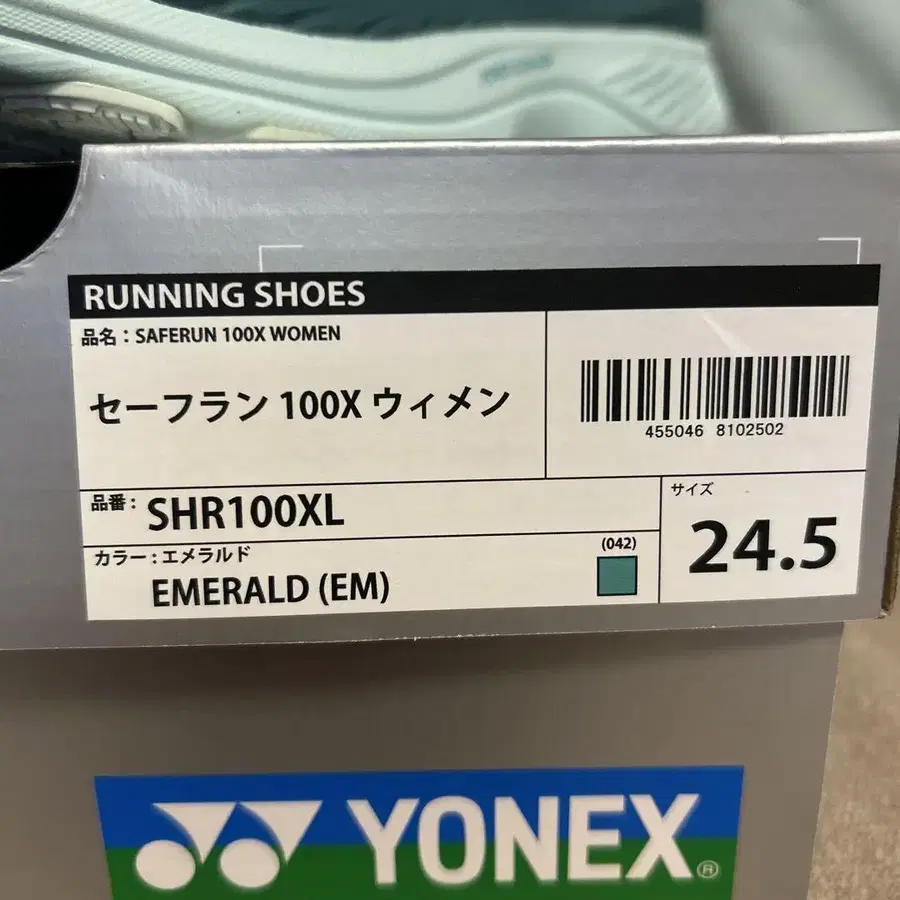 RUNNING SHOES
品名：SAFERUN 100X WOMEN
セーフラン 100X ウィメン
455046 8102502
品番：SHR100XL
サイズ
24.5
カラー：エメラルド
(042)
EMERALD (EM)
YONEX®